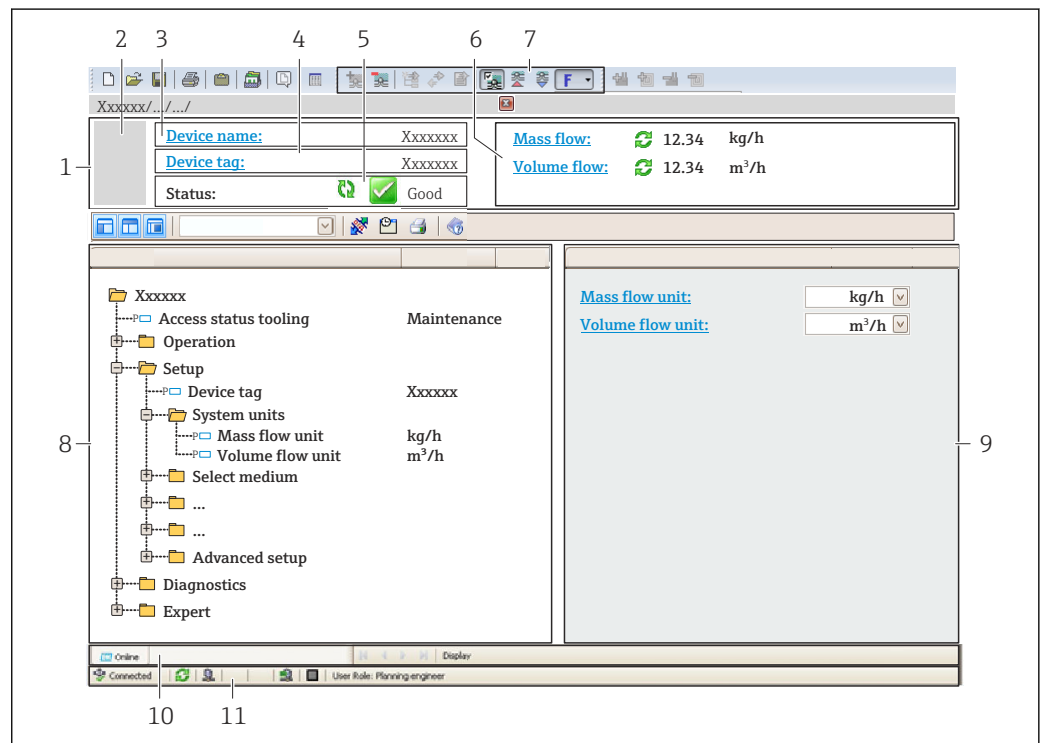 2 3 4 5 6 7
F
Xxxxxx/.../.../
1
Device name: Xxxxxxx
Device tag: Xxxxxxx
Status: Good
Mass flow: 12.34 kg/h
Volume flow: 12.34 m³/h
Xxxxxx
P Access status tooling Maintenance
Operation
Setup
P Device tag Xxxxxx
System units
P Mass flow unit kg/h
P Volume flow unit m³/h
Select medium
...
...
Advanced setup
Diagnostics
Expert
8
Mass flow unit: kg/h
Volume flow unit: m³/h
9
Online Display
Connected User Role: Planning engineer
10 11